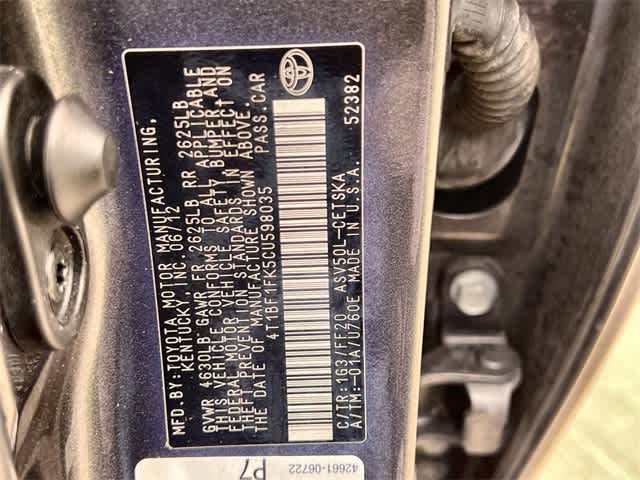 MFD.BY:TOYOTA MOTOR MANUFACTURING,
KENTUCKY, INC. 06/12
GVWR 4630LB GAWR FR 2625LB RR 2625LB
THIS VEHICLE CONFORMS TO ALL APPLICABLE
FEDERAL MOTOR VEHICLE SAFETY, BUMPER, AND
THEFT PREVENTION STANDARDS IN EFFECT ON
THE DATE OF MANUFACTURE SHOWN ABOVE.
4T1BF1FK5CU598035 PASS.CAR
C/TR:1G3/FF20 ASV50L-CETSKA 52382
A/TM:-01A/U760E MADE IN U.S.A.
42661-06722
P7